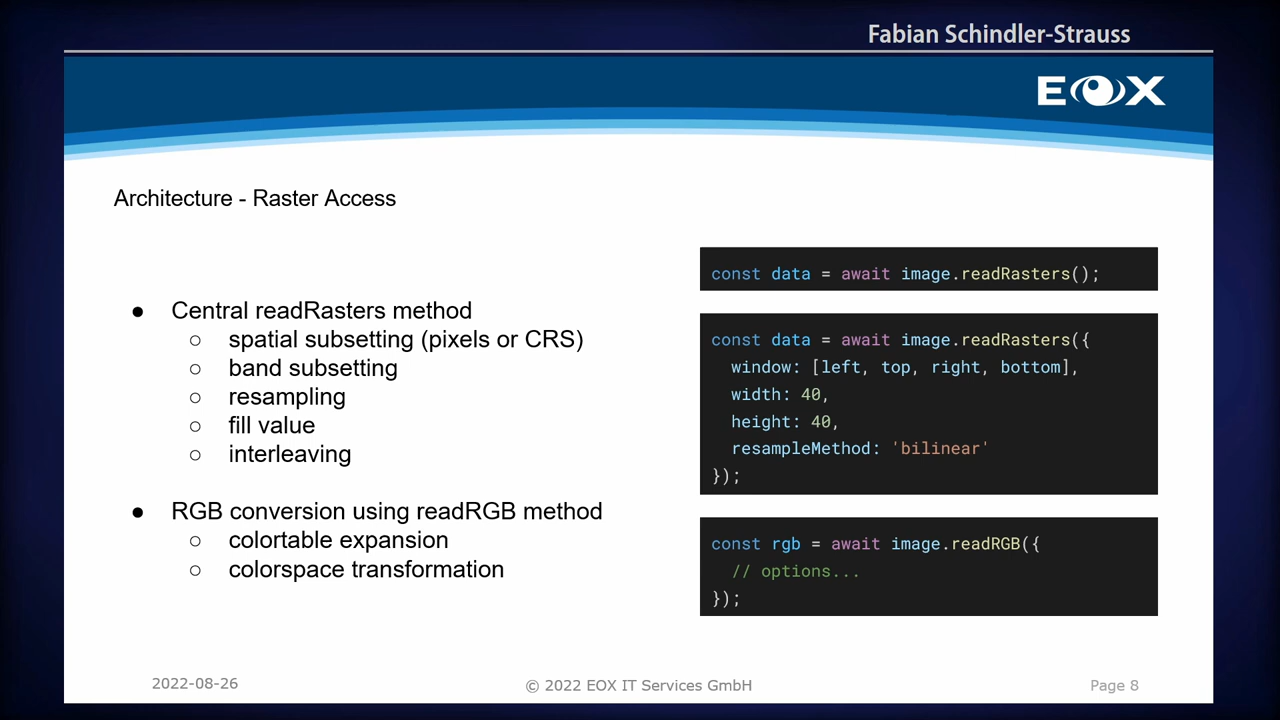 Fabian Schindler-Strauss
EOX
Architecture - Raster Access
● Central readRasters method
○ spatial subsetting (pixels or CRS)
○ band subsetting
○ resampling
○ fill value
○ interleaving
● RGB conversion using readRGB method
○ colortable expansion
○ colorspace transformation
const data = await image.readRasters();
const data = await image.readRasters({
  window: [left, top, right, bottom],
  width: 40,
  height: 40,
  resampleMethod: 'bilinear'
});
const rgb = await image.readRGB({
  // options...
});
2022-08-26
© 2022 EOX IT Services GmbH
Page 8